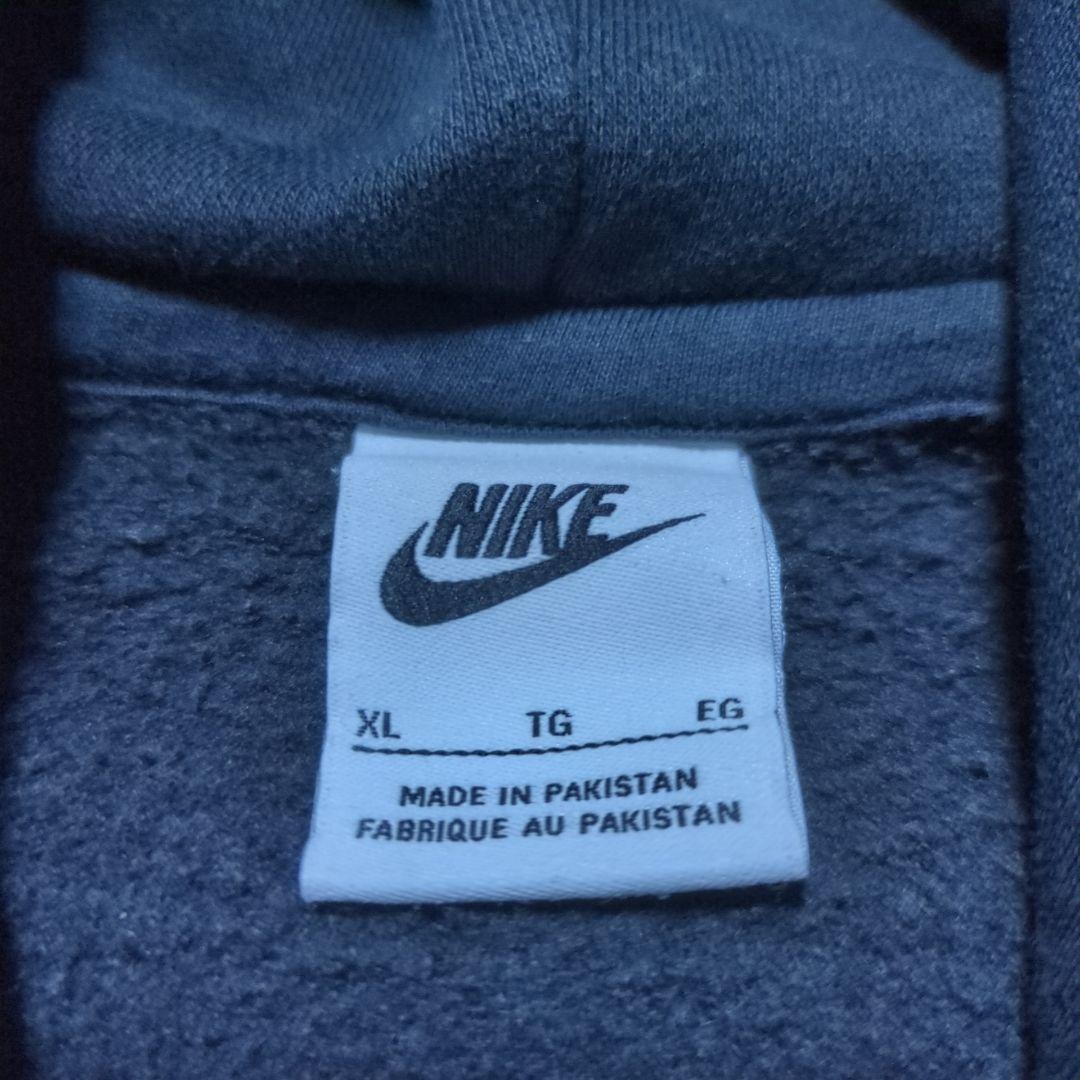 NIKE
XL TG EG
MADE IN PAKISTAN
FABRIQUE AU PAKISTAN